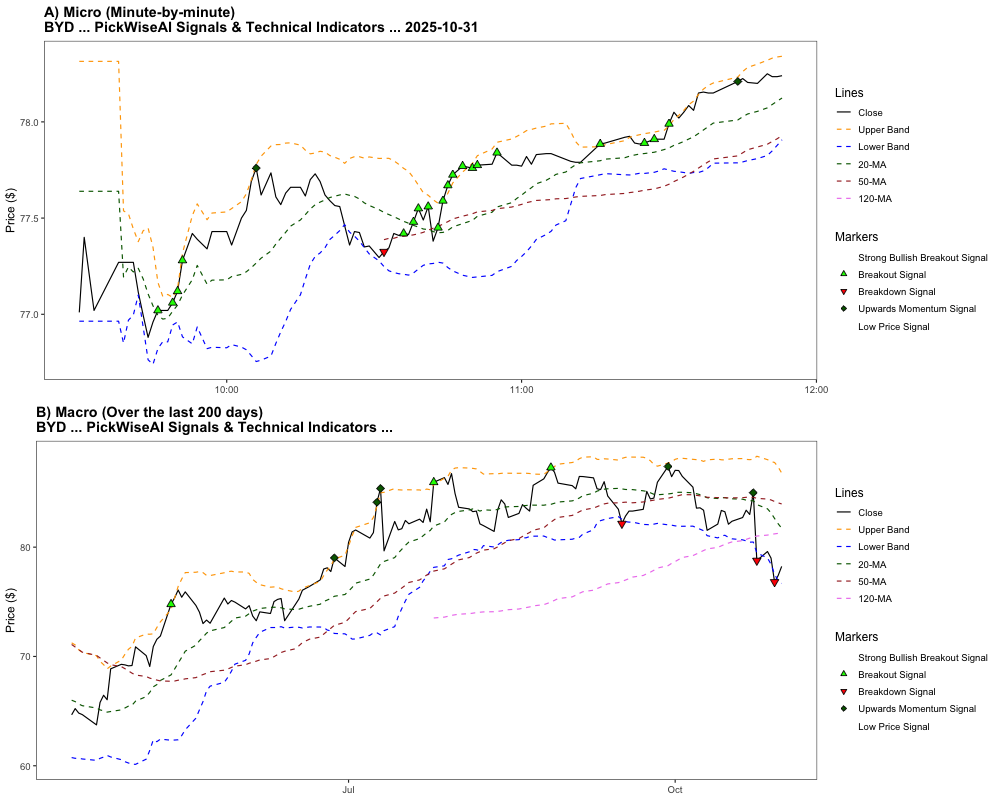 A) Micro (Minute-by-minute)
BYD ... PickWiseAI Signals & Technical Indicators ... 2025-10-31
Price ($)
78.0
77.5
77.0
10:00
11:00
12:00
Lines
Close
Upper Band
Lower Band
20-MA
50-MA
120-MA
Markers
Strong Bullish Breakout Signal
Breakout Signal
Breakdown Signal
Upwards Momentum Signal
Low Price Signal
B) Macro (Over the last 200 days)
BYD ... PickWiseAI Signals & Technical Indicators ...
Price ($)
80
70
60
Jul
Oct
Lines
Close
Upper Band
Lower Band
20-MA
50-MA
120-MA
Markers
Strong Bullish Breakout Signal
Breakout Signal
Breakdown Signal
Upwards Momentum Signal
Low Price Signal